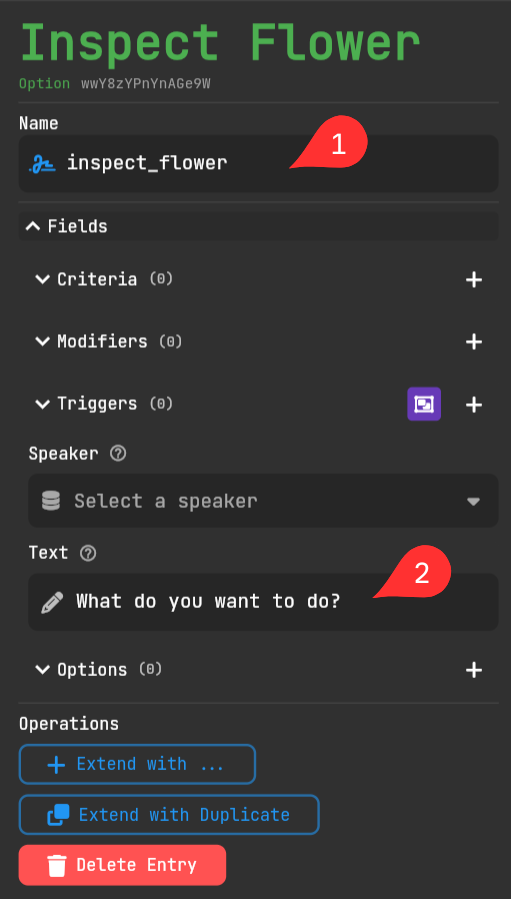 Inspect Flower
Option wwY8zYPnYnAGe9W
Name
inspect_flower
1
Fields
Criteria (0)
Modifiers (0)
Triggers (0)
Speaker
Select a speaker
Text
What do you want to do?
2
Options (0)
Operations
Extend with ...
Extend with Duplicate
Delete Entry